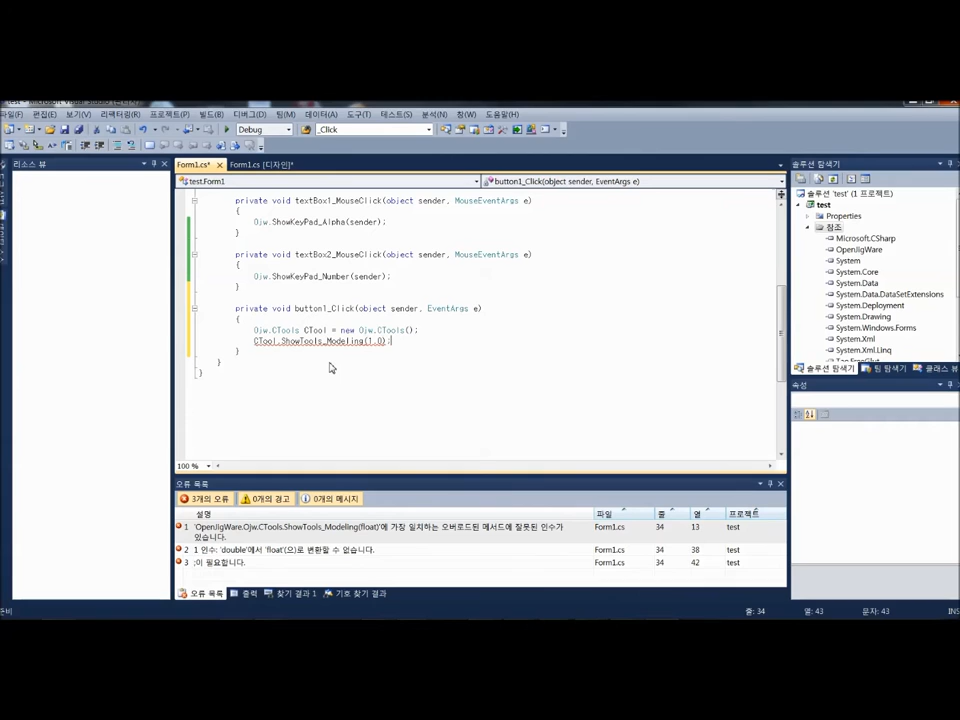 test - Microsoft Visual Studio
파일(F) 편집(E) 보기(V) 리팩터링(R) 프로젝트(P) 빌드(B) 디버그(D) 팀(M) 데이터(A) 도구(T) 테스트(S) 분석(N) 창(W) 도움말(H)
Debug _Click
리소스 뷰
Form1.cs* Form1.cs [디자인]*
test.Form1 button1_Click(object sender, EventArgs e)
private void textBox1_MouseClick(object sender, MouseEventArgs e)
{
Ojw.ShowKeyPad_Alpha(sender);
}
private void textBox2_MouseClick(object sender, MouseEventArgs e)
{
Ojw.ShowKeyPad_Number(sender);
}
private void button1_Click(object sender, EventArgs e)
{
Ojw.CTools CTool = new Ojw.CTools();
CTool.ShowTools_Modeling(1.0);
}
}
}
100 %
솔루션 탐색기
솔루션 'test' (1 프로젝트)
test
Properties
참조
Microsoft.CSharp
OpenJigWare
System
System.Core
System.Data
System.Data.DataSetExtensions
System.Deployment
System.Drawing
System.Windows.Forms
System.Xml
System.Xml.Linq
Tao.FreeGlut
솔루션 탐색기 팀 탐색기 클래스 뷰
속성
오류 목록
3개의 오류 0개의 경고 0개의 메시지
설명 파일 줄 열 프로젝트
1 'OpenJigWare.Ojw.CTools.ShowTools_Modeling(float)'에 가장 일치하는 오버로드된 메서드에 잘못된 인수가 있습니다. Form1.cs 34 13 test
2 1 인수: 'double'에서 'float'(으)로 변환할 수 없습니다. Form1.cs 34 38 test
3 ;이 필요합니다. Form1.cs 34 42 test
오류 목록 출력 찾기 결과 1 기호 찾기 결과
준비 줄: 34 열: 43 문자: 43 INS